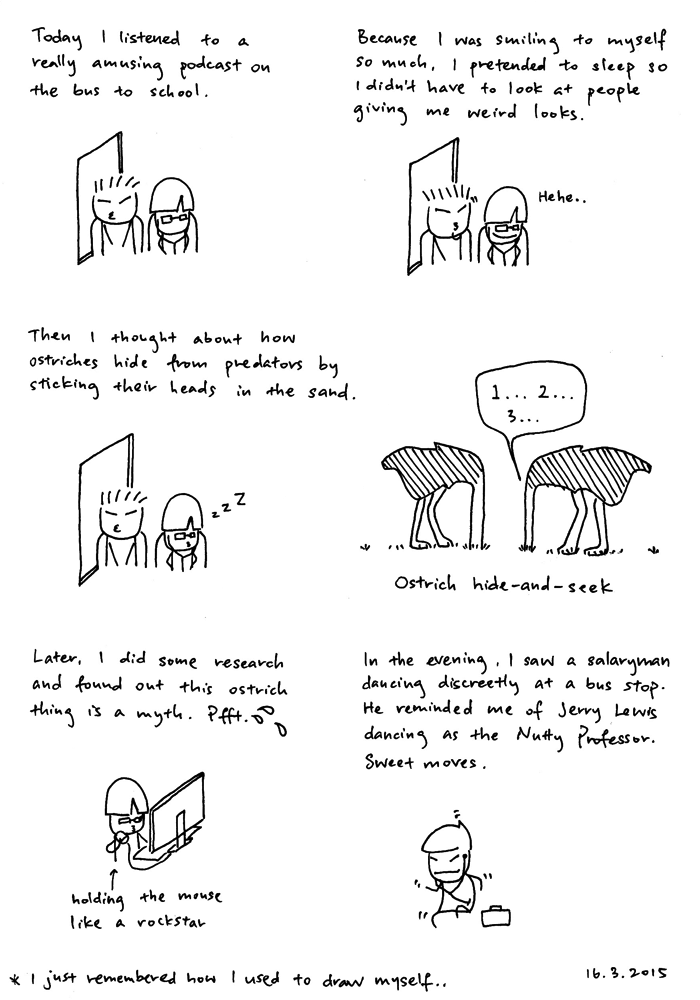 Today I listened to a
really amusing podcast on
the bus to school.
Because I was smiling to myself
so much, I pretended to sleep so
I didn't have to look at people
giving me weird looks.
Hehe..
Then I thought about how
ostriches hide from predators by
sticking their heads in the sand.
zzZ
1... 2...
3...
Ostrich hide-and-seek
Later, I did some research
and found out this ostrich
thing is a myth. Pfft.
holding the mouse
like a rockstar
In the evening, I saw a salaryman
dancing discreetly at a bus stop.
He reminded me of Jerry Lewis
dancing as the Nutty Professor.
Sweet moves.
* I just remembered how I used to draw myself..
16.3.2015